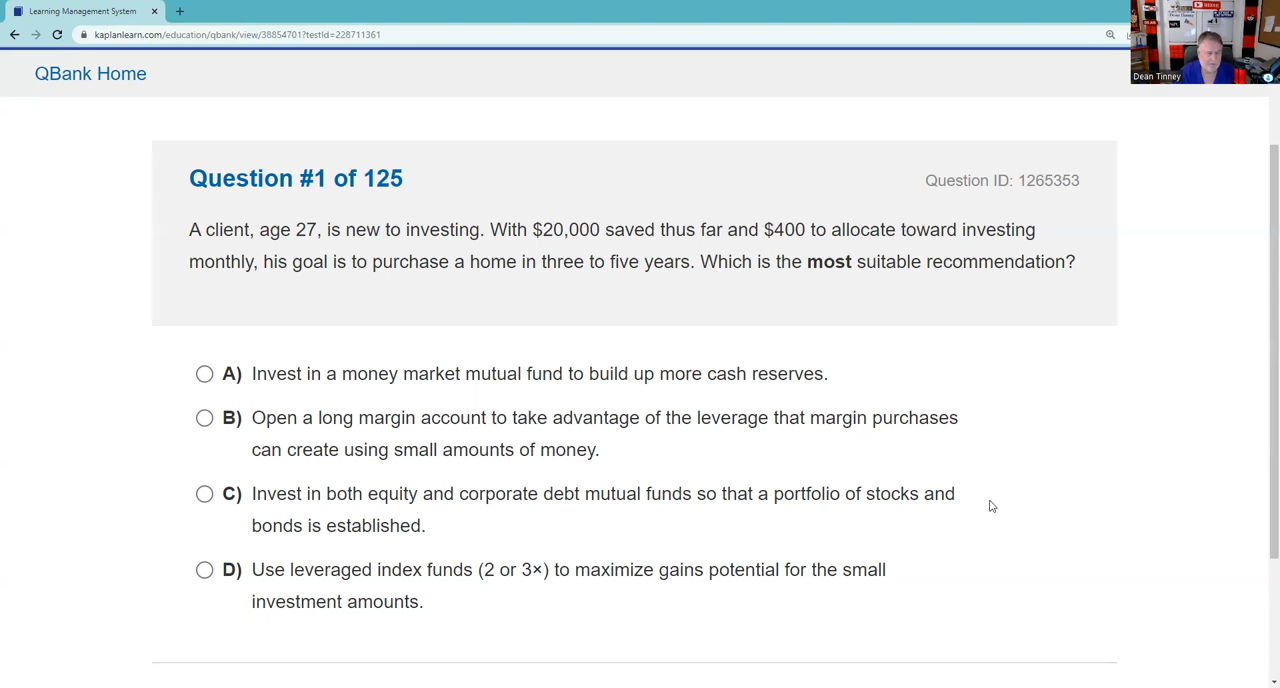 Learning Management System
kaplanlearn.com/education/qbank/view/38854701?testId=228711361
Dean Tinney
QBank Home
Question #1 of 125
Question ID: 1265353
A client, age 27, is new to investing. With $20,000 saved thus far and $400 to allocate toward investing
monthly, his goal is to purchase a home in three to five years. Which is the most suitable recommendation?
A) Invest in a money market mutual fund to build up more cash reserves.
B) Open a long margin account to take advantage of the leverage that margin purchases
can create using small amounts of money.
C) Invest in both equity and corporate debt mutual funds so that a portfolio of stocks and
bonds is established.
D) Use leveraged index funds (2 or 3×) to maximize gains potential for the small
investment amounts.